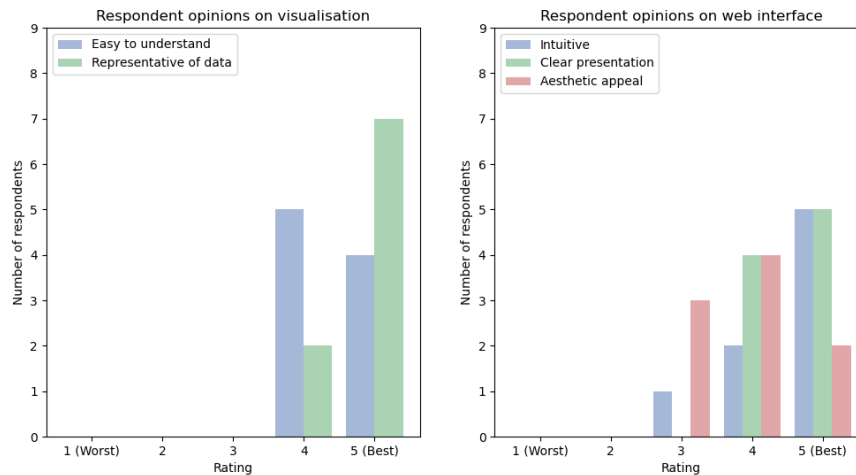 Respondent opinions on visualisation
9
8
7
6
5
4
3
2
1
0
Number of respondents
Easy to understand
Representative of data
1 (Worst) 2 3 4 5 (Best)
Rating
Respondent opinions on web interface
9
8
7
6
5
4
3
2
1
0
Number of respondents
Intuitive
Clear presentation
Aesthetic appeal
1 (Worst) 2 3 4 5 (Best)
Rating